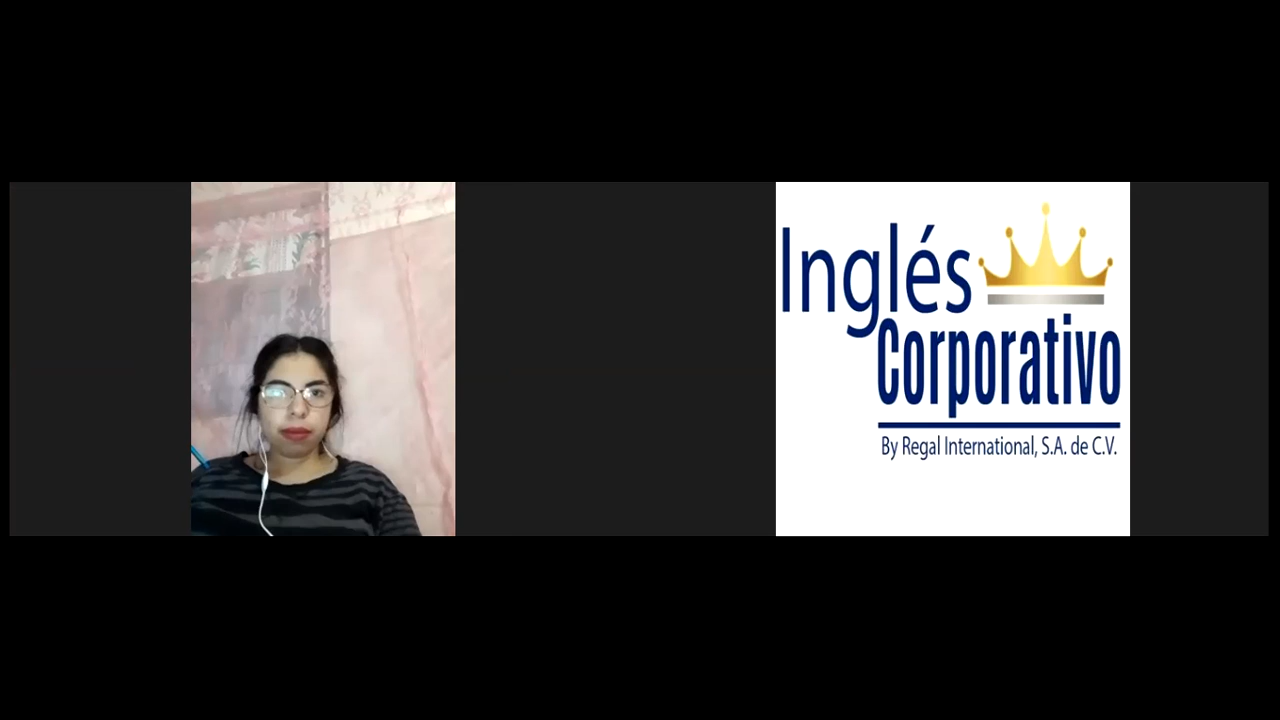 Inglés
Corporativo
By Regal International, S.A. de C.V.